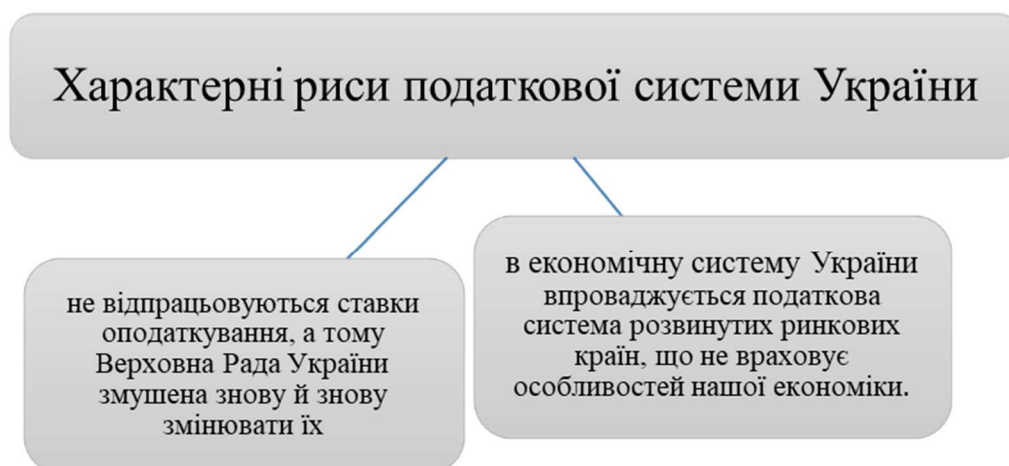 Характерні риси податкової системи України
не відпрацьовуються ставки
оподаткування, а тому
Верховна Рада України
змушена знову й знову
змінювати їх
в економічну систему України
впроваджується податкова
система розвинутих ринкових
країн, що не враховує
особливостей нашої економіки.